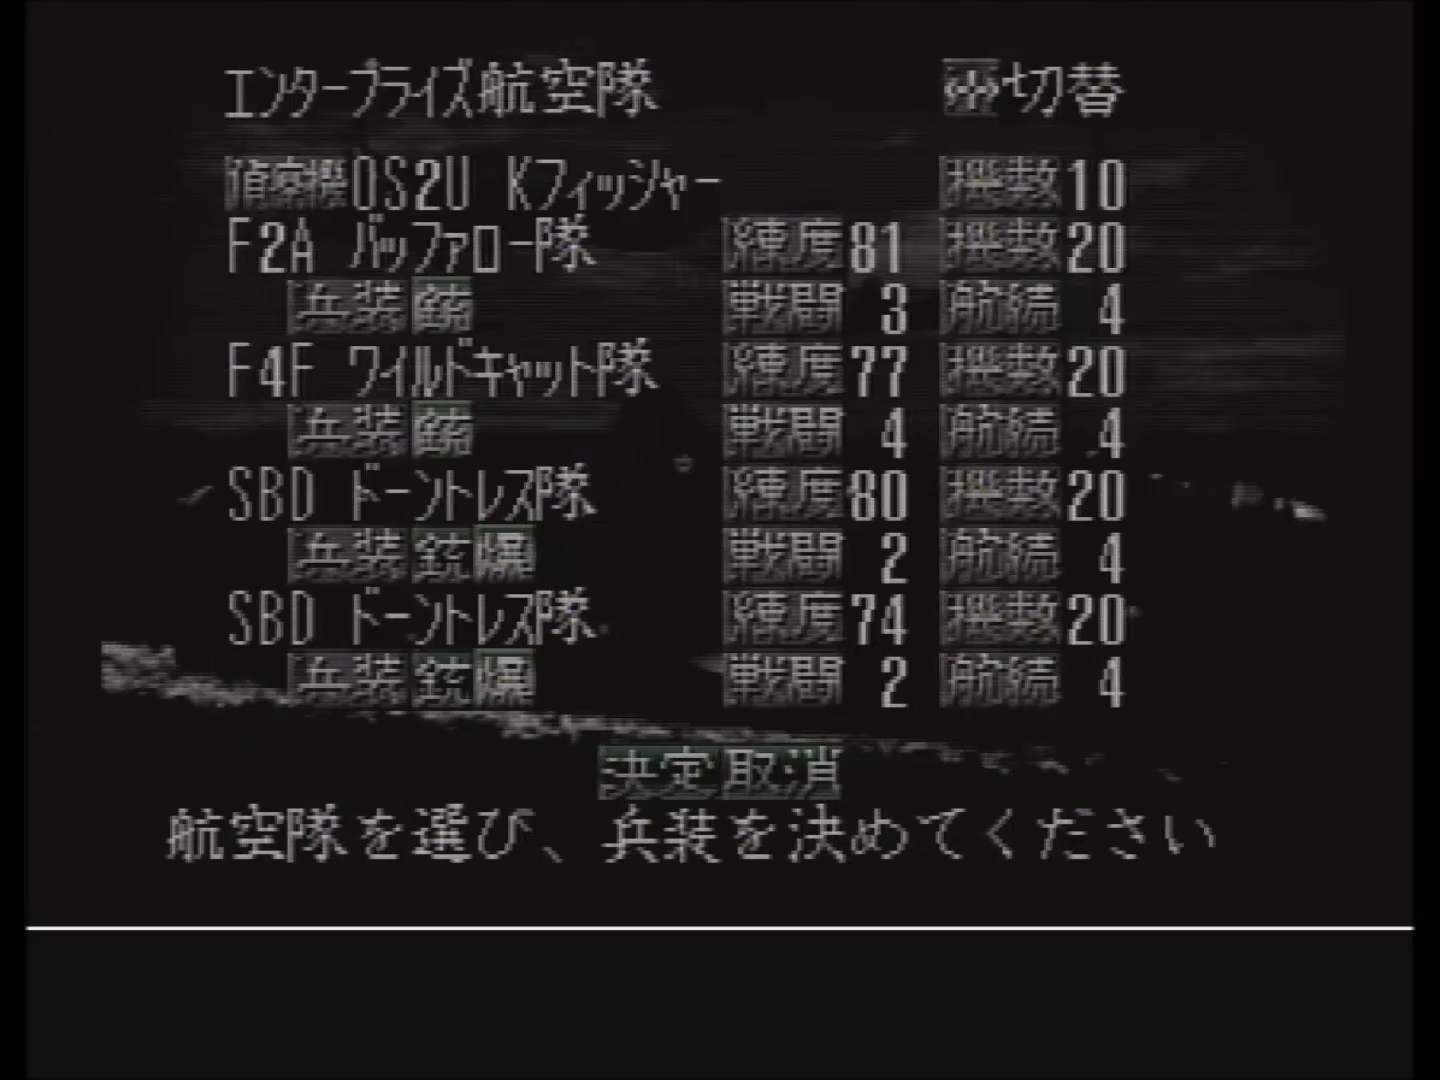 エンタープライズ航空隊 切替
偵察機OS2U Kフィッシャー 機数10
F2A バッファロー隊 練度81 機数20
兵装 銃 戦闘 3 航続 4
F4F ワイルドキャット隊 練度77 機数20
兵装 銃 戦闘 4 航続 4
SBD ドーントレス隊 練度80 機数20
兵装 銃 爆 戦闘 2 航続 4
SBD ドーントレス隊 練度74 機数20
兵装 銃 爆 戦闘 2 航続 4
決定 取消
航空隊を選び、兵装を決めてください